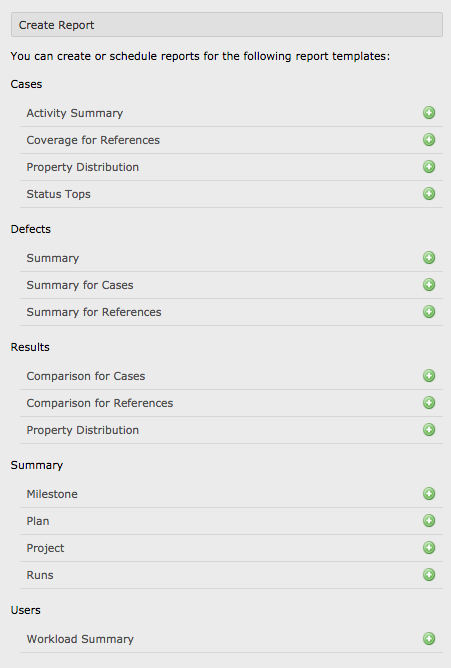 Create Report
You can create or schedule reports for the following report templates:
Cases
Activity Summary
Coverage for References
Property Distribution
Status Tops
Defects
Summary
Summary for Cases
Summary for References
Results
Comparison for Cases
Comparison for References
Property Distribution
Summary
Milestone
Plan
Project
Runs
Users
Workload Summary